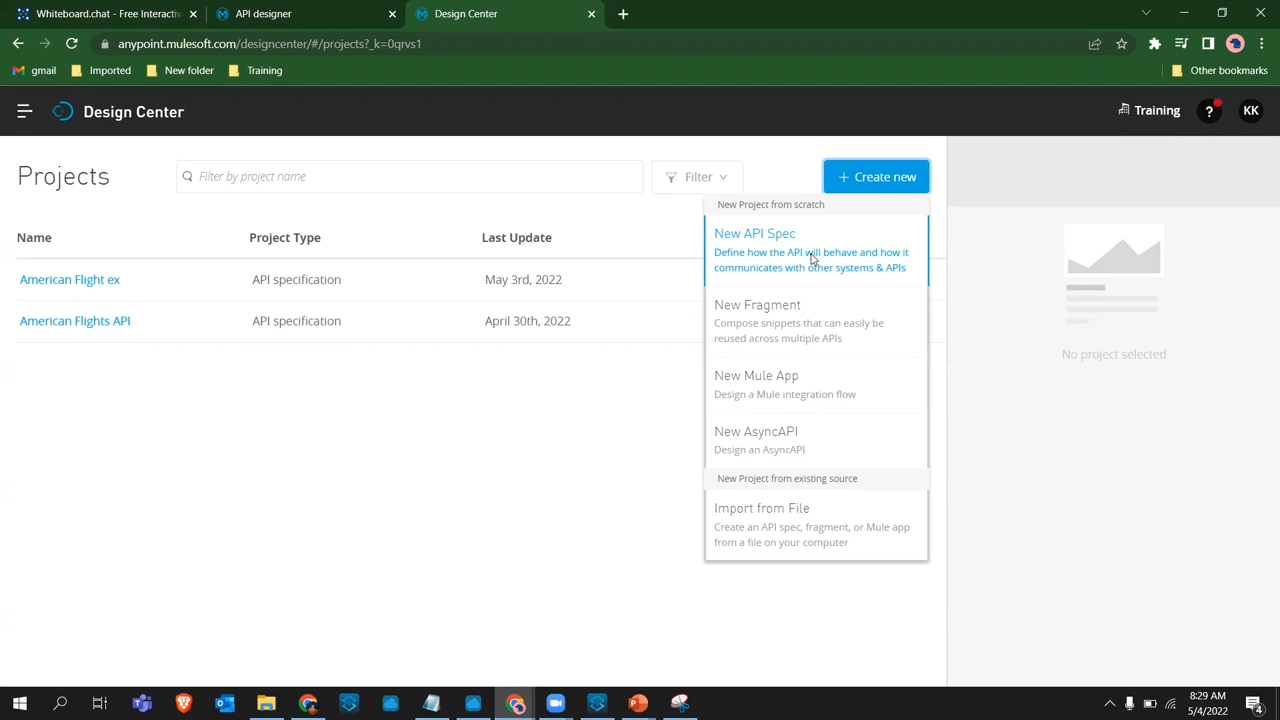 Whiteboard.chat - Free Interactiv
API designer
Design Center
anypoint.mulesoft.com/designcenter/#/projects?_k=0qrvs1
gmail
Imported
New folder
Training
Other bookmarks
Design Center
Training
?
KK
Projects
Filter by project name
Filter
+ Create new
New Project from scratch
Name
Project Type
Last Update
New API Spec
Define how the API will behave and how it
communicates with other systems & APIs
American Flight ex
API specification
May 3rd, 2022
New Fragment
Compose snippets that can easily be
reused across multiple APIs
American Flights API
API specification
April 30th, 2022
No project selected
New Mule App
Design a Mule integration flow
New AsyncAPI
Design an AsyncAPI
New Project from existing source
Import from File
Create an API spec, fragment, or Mule app
from a file on your computer
8:29 AM
5/4/2022
4